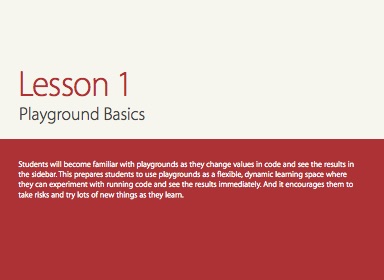 Lesson 1
Playground Basics
Students will become familiar with playgrounds as they change values in code and see the results in
the sidebar. This prepares students to use playgrounds as a flexible, dynamic learning space where
they can experiment with running code and see the results immediately. And it encourages them to
take risks and try lots of new things as they learn.